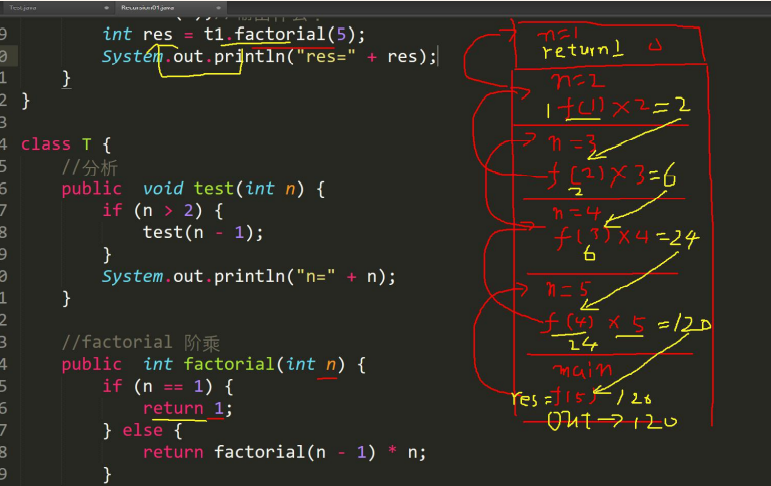 Test.java
Recursion01.java
9 int res = t1.factorial(5);
0 System.out.println("res=" + res);
1 }
2 }
3
4 class T {
5 //分析
6 public void test(int n) {
7 if (n > 2) {
8 test(n - 1);
9 }
0 System.out.println("n=" + n);
1 }
2
3 //factorial 阶乘
4 public int factorial(int n) {
5 if (n == 1) {
6 return 1;
7 } else {
8 return factorial(n - 1) * n;
9 }
n=1
return 1
n=2
1 f(1) × 2 = 2
n=3
f(2) × 3 = 6
2
n=4
f(3) × 4 = 24
6
n=5
f(4) × 5 = 120
24
main
res = f(5) 120
out → 120